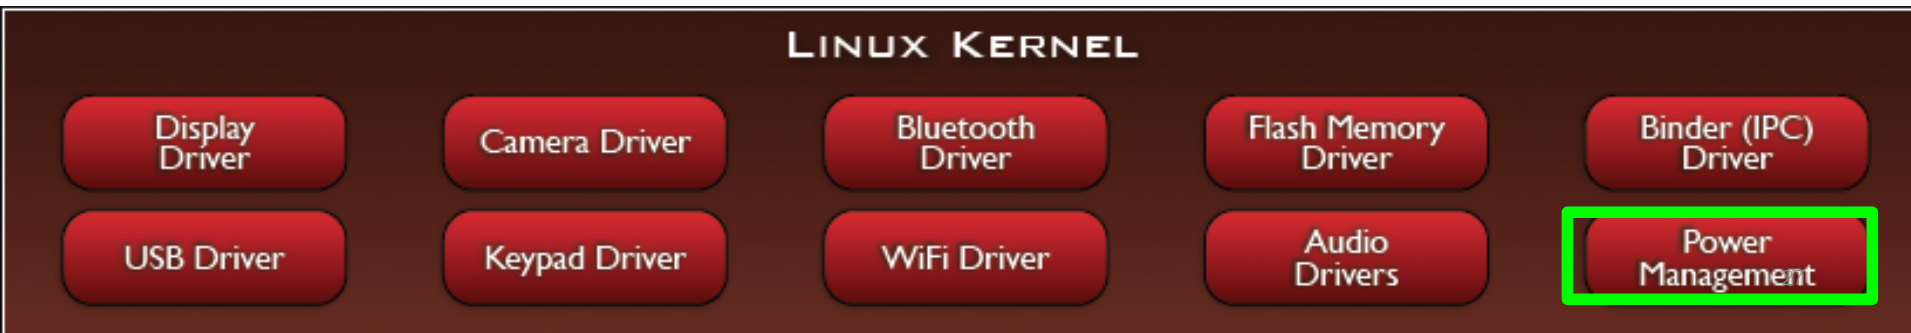 LINUX KERNEL
Display
Driver
Camera Driver
Bluetooth
Driver
Flash Memory
Driver
Binder (IPC)
Driver
USB Driver
Keypad Driver
WiFi Driver
Audio
Drivers
Power
Management